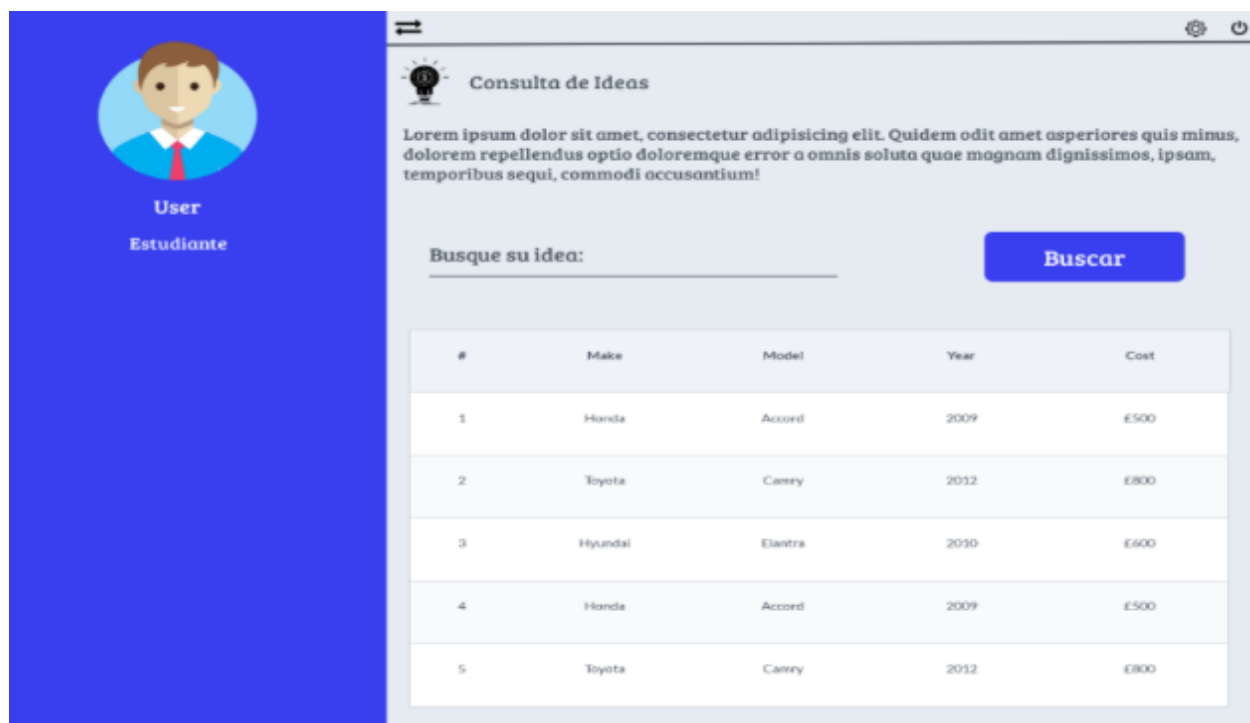 User
Estudiante
Consulta de Ideas
Lorem ipsum dolor sit amet, consectetur adipisicing elit. Quidem odit amet asperiores quis minus,
dolorem repellendus optio doloremque error a omnis soluta quae magnam dignissimos, ipsam,
temporibus sequi, commodi accusantium!
Busque su idea:
Buscar
# Make Model Year Cost
1 Honda Accord 2009 £500
2 Toyota Camry 2012 £800
3 Hyundai Elantra 2010 £600
4 Honda Accord 2009 £500
5 Toyota Camry 2012 £800